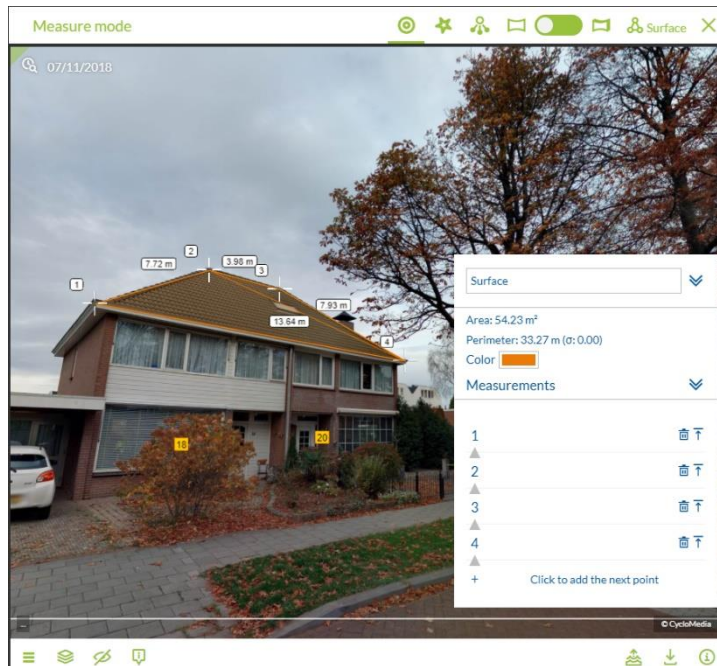 Measure mode
Surface
07/11/2018
2
7.72 m
3.98 m
3
1
7.93 m
13.64 m
4
18
20
Surface
Area: 54.23 m²
Perimeter: 33.27 m (σ: 0.00)
Color
Measurements
1
2
3
4
+ Click to add the next point
© CycloMedia